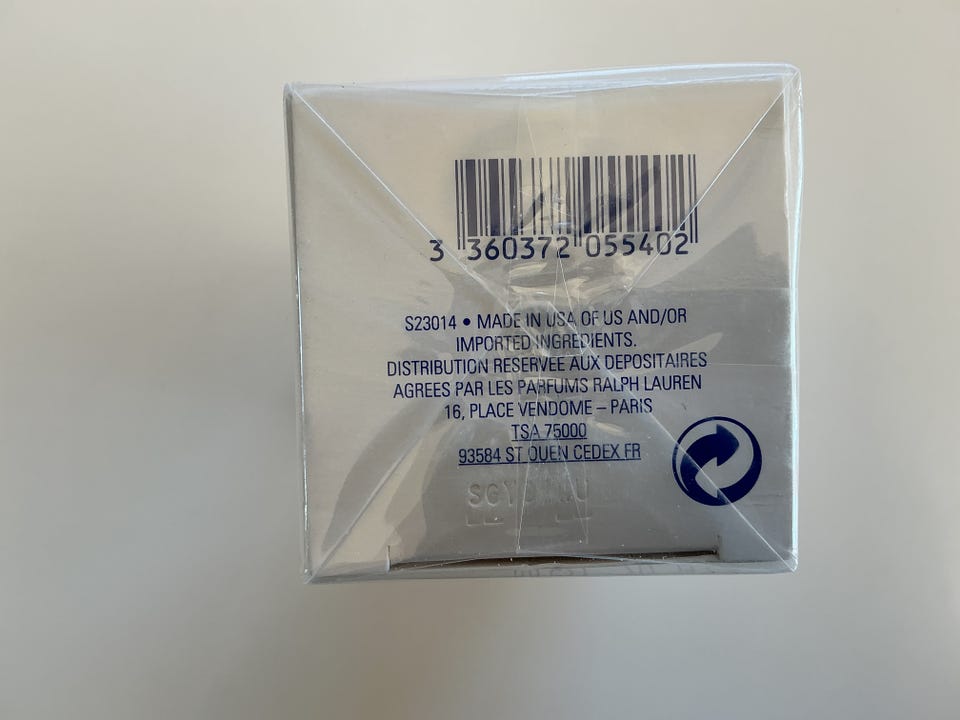 3 360372 055402
S23014 • MADE IN USA OF US AND/OR
IMPORTED INGREDIENTS.
DISTRIBUTION RESERVEE AUX DEPOSITAIRES
AGREES PAR LES PARFUMS RALPH LAUREN
16, PLACE VENDOME – PARIS
TSA 75000
93584 ST OUEN CEDEX FR